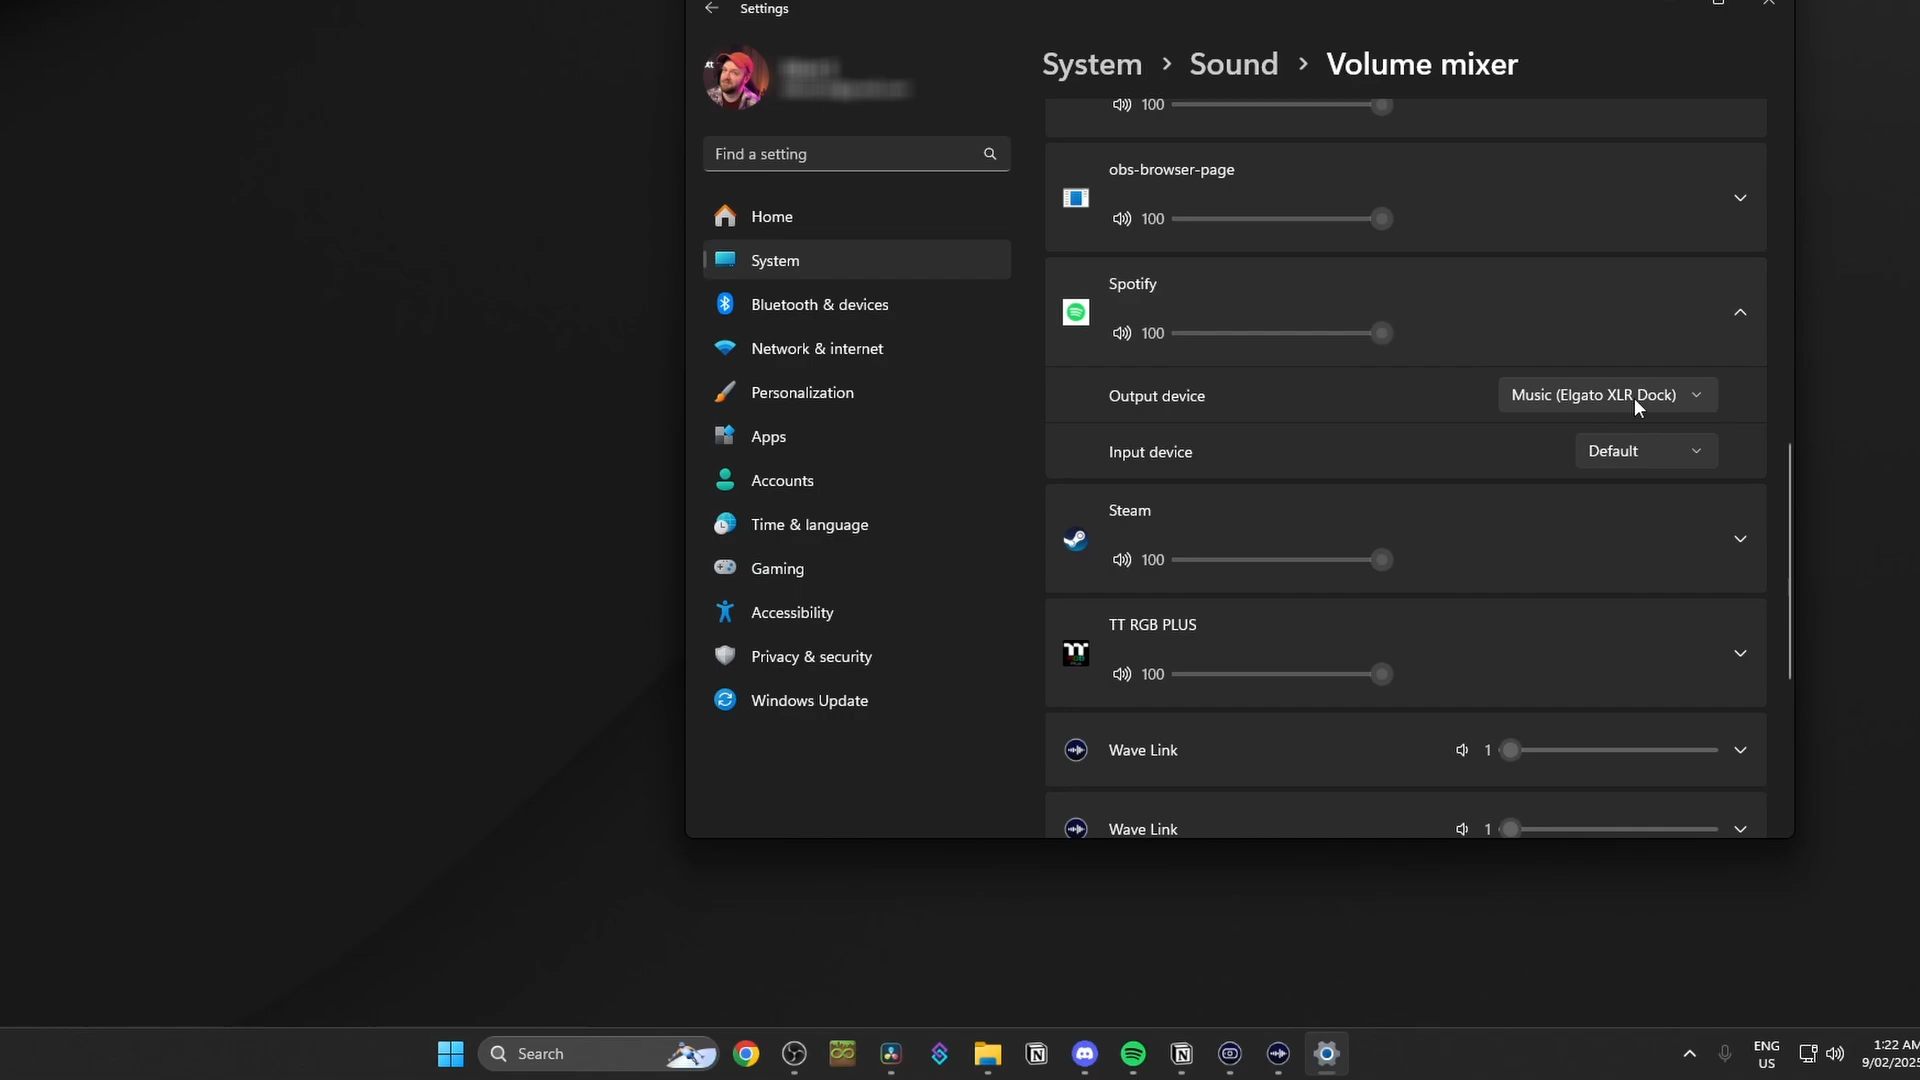 Settings
System > Sound > Volume mixer
Find a setting
Home
System
Bluetooth & devices
Network & internet
Personalization
Apps
Accounts
Time & language
Gaming
Accessibility
Privacy & security
Windows Update
100
obs-browser-page
100
Spotify
100
Output device
Music (Elgato XLR Dock)
Input device
Default
Steam
100
TT RGB PLUS
100
Wave Link
1
Wave Link
1
Search
ENG
US
1:22 AM
9/02/2025